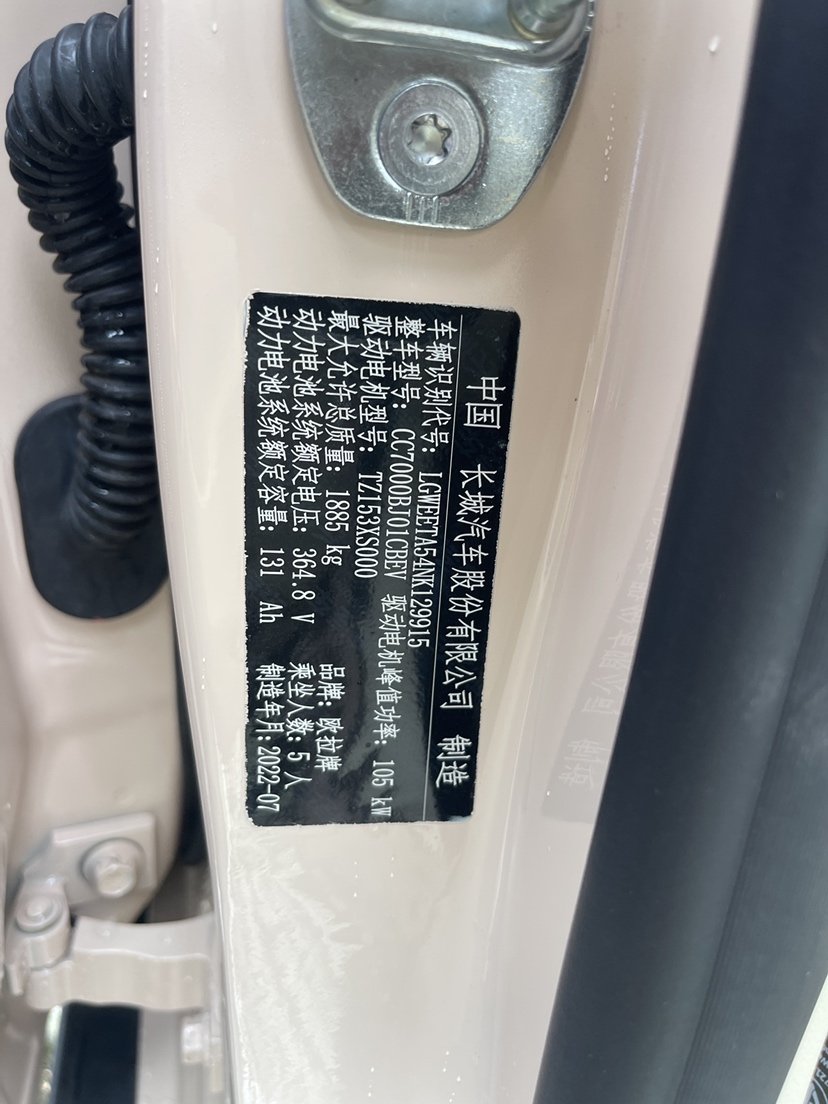 中国 长城汽车股份有限公司 制造
车辆识别代号: LGWEETA54NK129915
整车型号: CC7000BJ01CBEV 驱动电机峰值功率: 105 kW
驱动电机型号: TZ153XS000
最大允许总质量: 1885 kg 品牌: 欧拉牌
动力电池系统额定电压: 364.8 V 乘坐人数: 5 人
动力电池系统额定容量: 131 Ah 制造年月: 2022-07